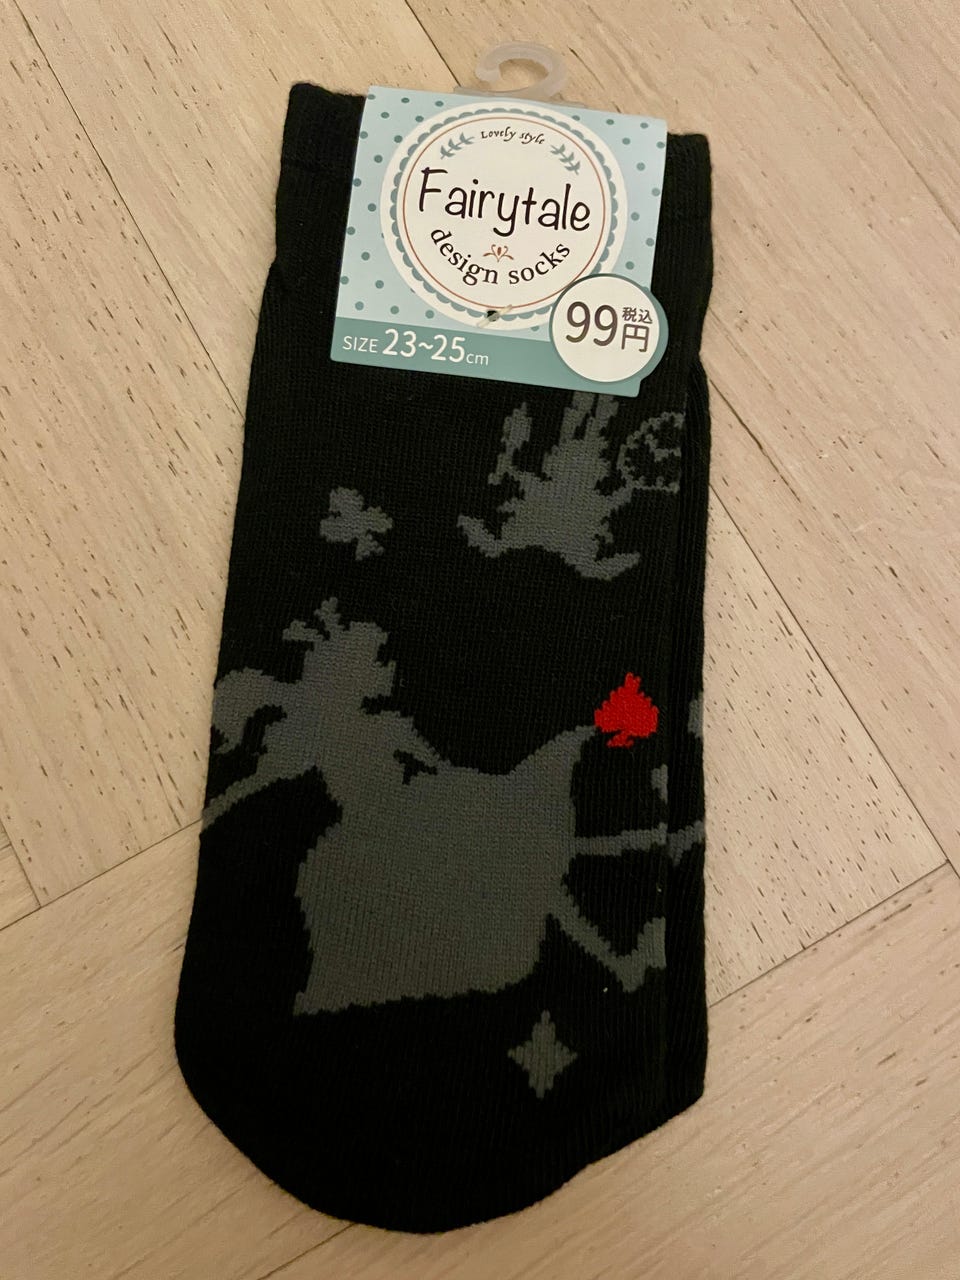 Lovely style
Fairytale
design socks
99円
税込
SIZE 23~25cm